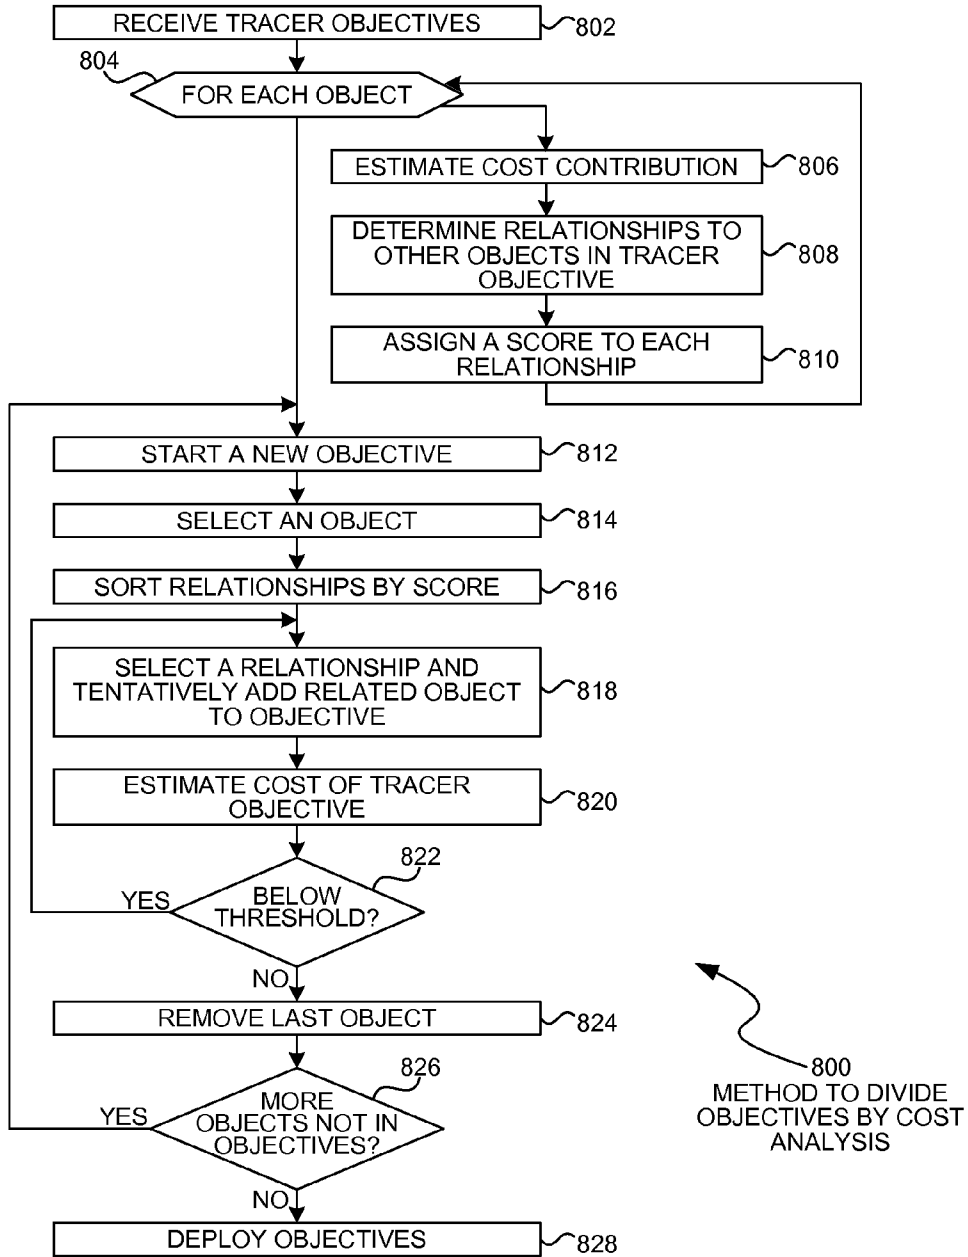 RECEIVE TRACER OBJECTIVES
802
804
FOR EACH OBJECT
ESTIMATE COST CONTRIBUTION
806
DETERMINE RELATIONSHIPS TO
OTHER OBJECTS IN TRACER
OBJECTIVE
808
ASSIGN A SCORE TO EACH
RELATIONSHIP
810
START A NEW OBJECTIVE
812
SELECT AN OBJECT
814
SORT RELATIONSHIPS BY SCORE
816
SELECT A RELATIONSHIP AND
TENTATIVELY ADD RELATED OBJECT
TO OBJECTIVE
818
ESTIMATE COST OF TRACER
OBJECTIVE
820
822
YES
BELOW
THRESHOLD?
NO
REMOVE LAST OBJECT
824
826
YES
MORE
OBJECTS NOT IN
OBJECTIVES?
NO
DEPLOY OBJECTIVES
828
800
METHOD TO DIVIDE
OBJECTIVES BY COST
ANALYSIS